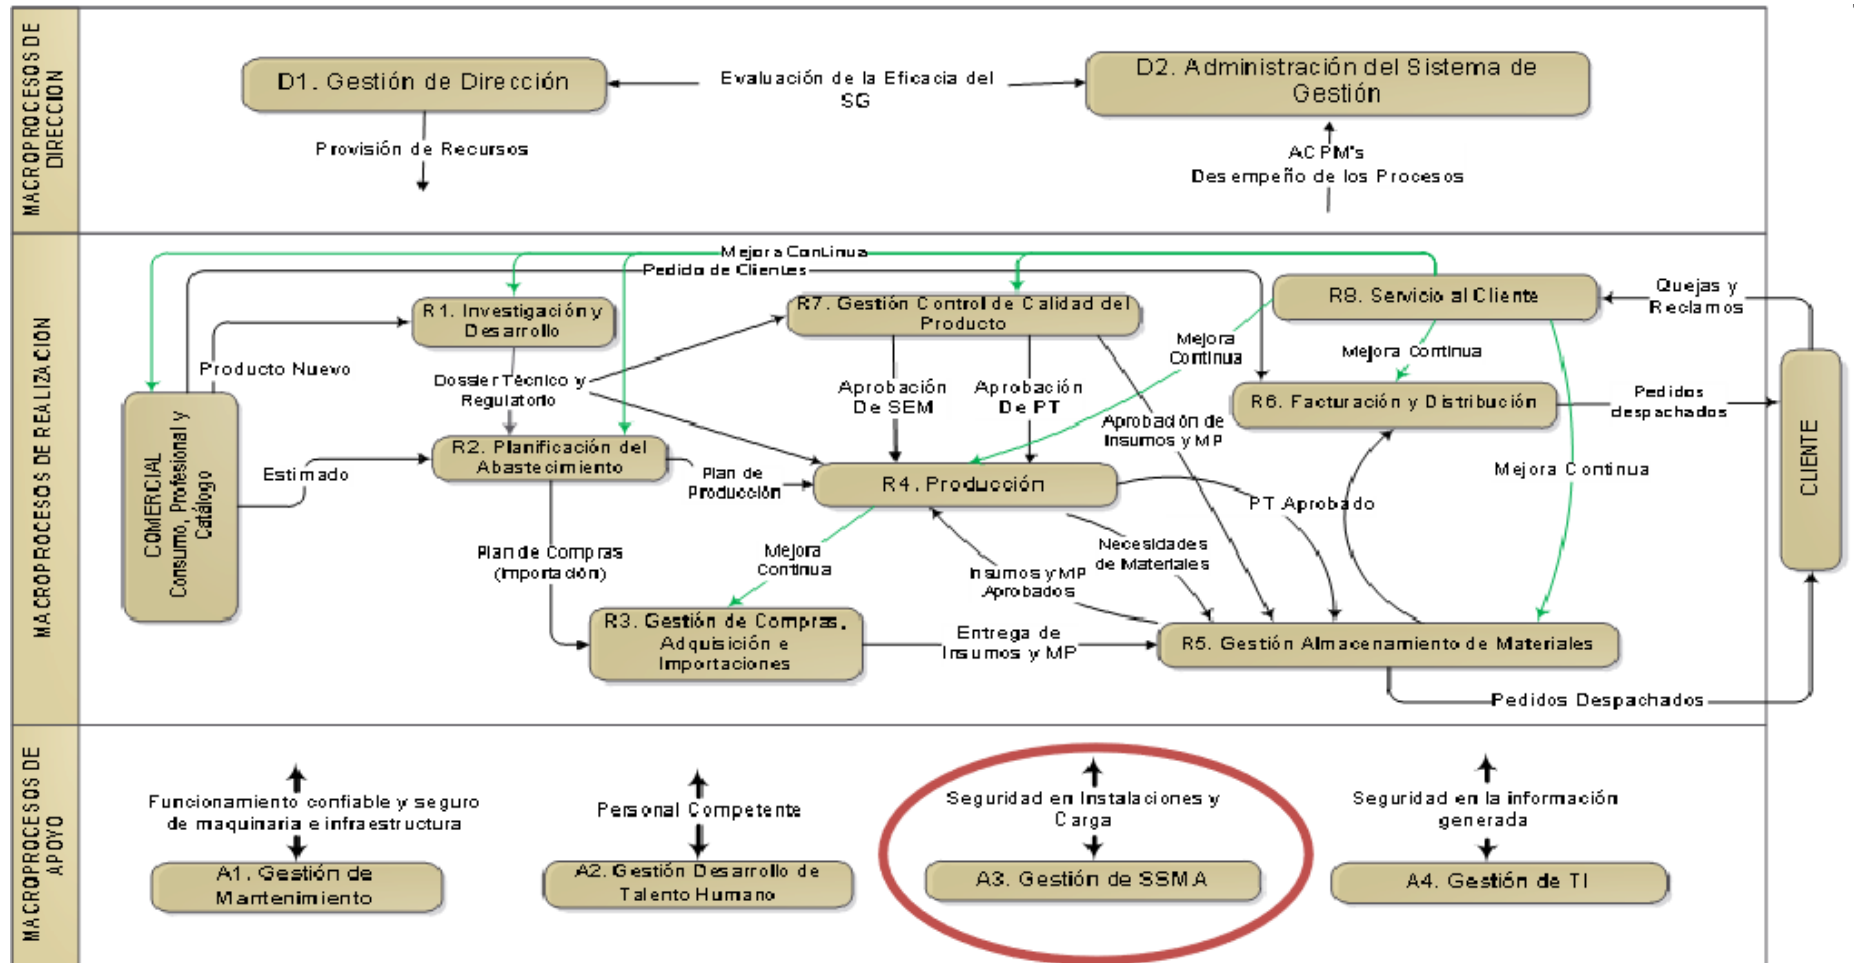 MACROPROCESOS DE
DIRECCION
D1. Gestión de Dirección
Evaluación de la Eficacia del
SG
D2. Administración del Sistema de
Gestión
Provisión de Recursos
ACPM's
Desempeño de los Procesos
MACROPROCESOS DE REALIZACIÓN
Mejora Continua
Pedido de Clientes
R1. Investigación y
Desarrollo
R7. Gestión Control de Calidad del
Producto
R8. Servicio al Cliente
Quejas y
Reclamos
Producto Nuevo
Dossier Técnico y
Regulatorio
Aprobación
De SEM
Aprobación
De PT
Mejora
Continua
Mejora Continua
COMERCIAL
Consumo, Profesional y
Catálogo
R6. Facturación y Distribución
Pedidos
despachados
CLIENTE
Aprobación de
Insumos y MP
R2. Planificación del
Abastecimiento
Estimado
Plan de
Producción
R4. Producción
PT Aprobado
Mejora Continua
Plan de Compras
(Importación)
Mejora
Continua
Insumos y MP
Aprobados
Necesidades
de Materiales
R3. Gestión de Compras,
Adquisición e
Importaciones
Entrega de
Insumos y MP
R5. Gestión Almacenamiento de Materiales
Pedidos Despachados
MACROPROCESOS DE
APOYO
Funcionamiento confiable y seguro
de maquinaria e infraestructura
Personal Competente
Seguridad en Instalaciones y
Carga
Seguridad en la información
generada
A1. Gestión de
Mantenimiento
A2. Gestión Desarrollo de
Talento Humano
A3. Gestión de SSMA
A4. Gestión de TI